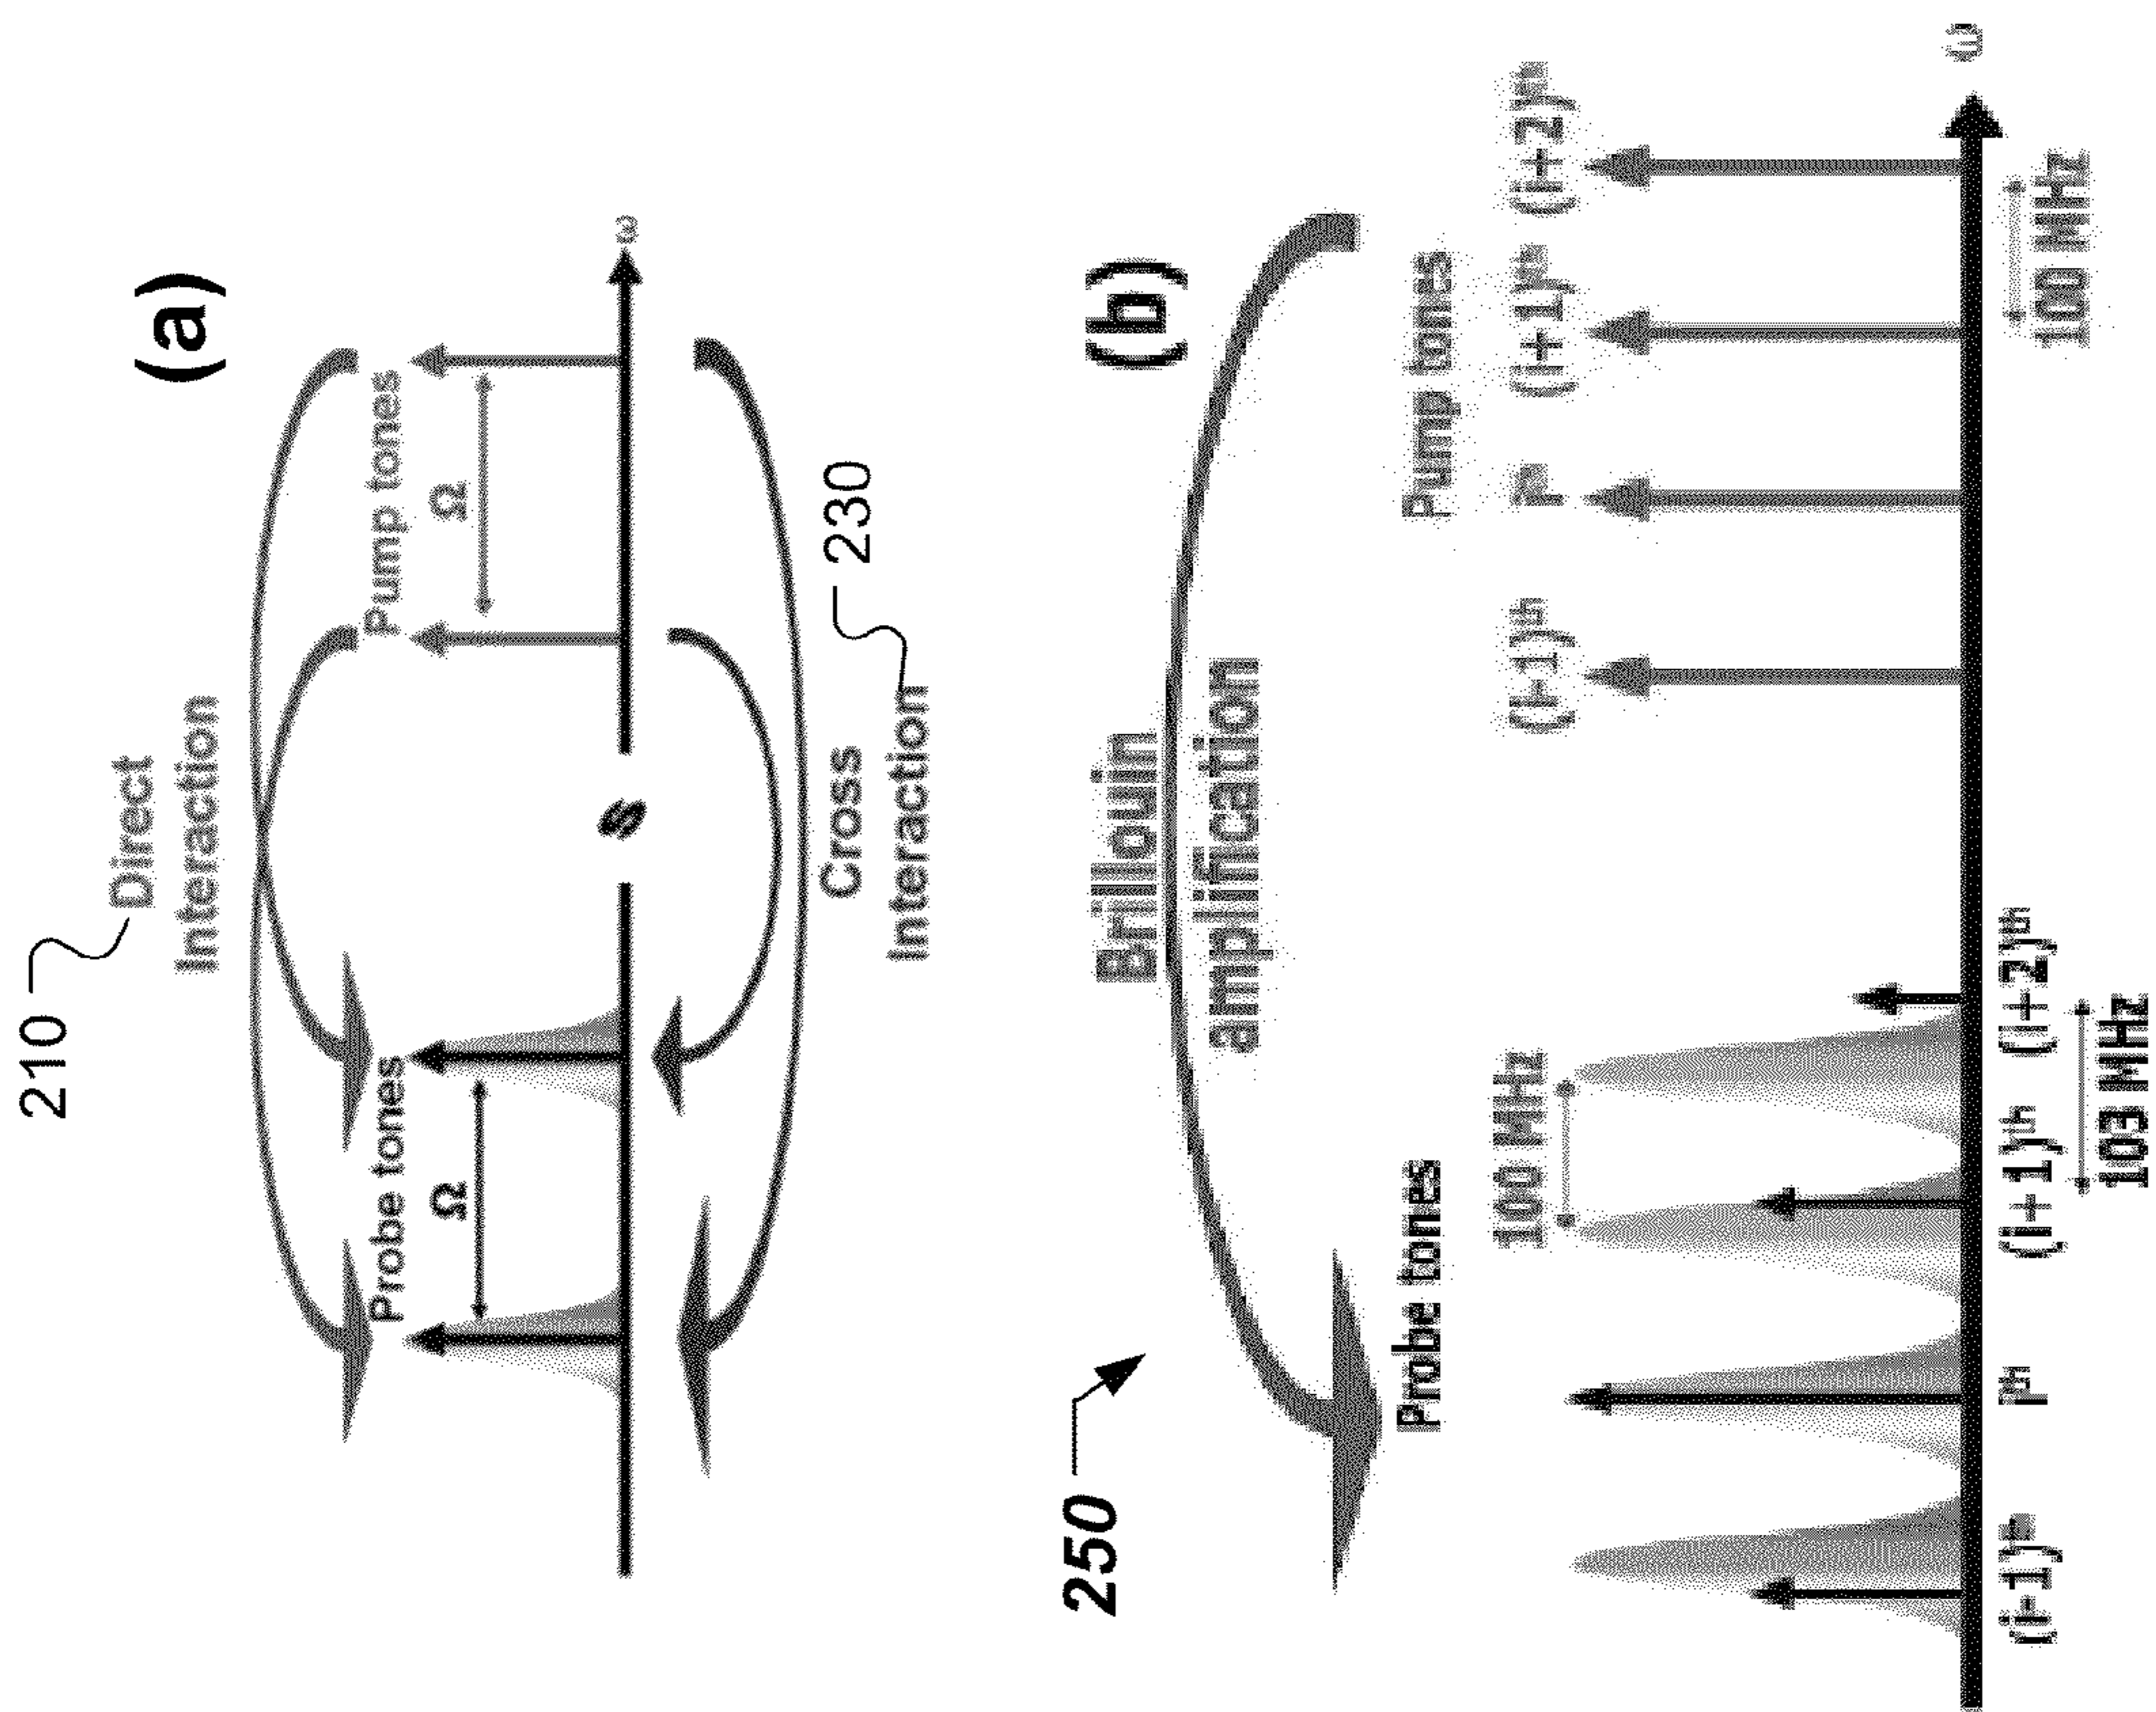 (a)
210
Direct
Interaction
Probe tones
Pump tones
Ω
Ω
ω
Cross
Interaction
230
(b)
250
Brillouin
amplification
Probe tones
Pump tones
100 MHz
(i-1)th
ith
(i+1)th
(i+2)th
ω
(i-1)th
ith
(i+1)th
(i+2)th
103 MHz
100 MHz